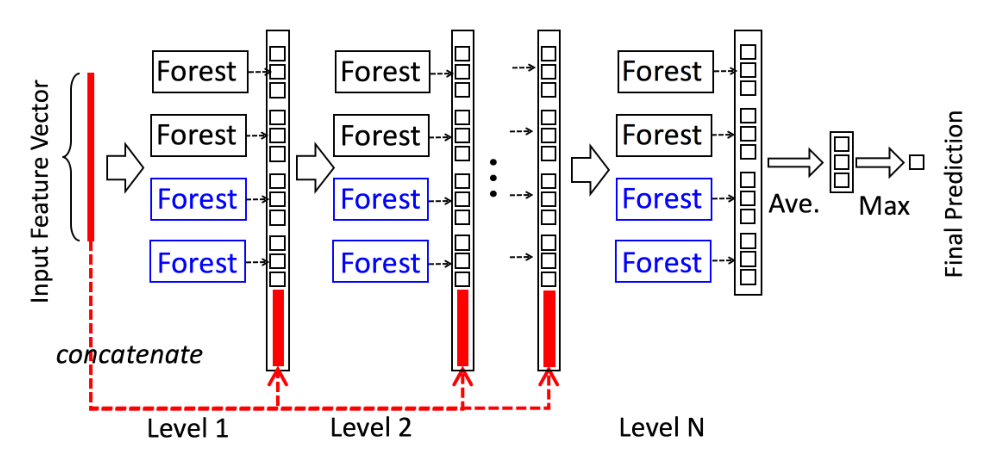 Input Feature Vector
Forest
Forest
Forest
Forest
concatenate
Level 1
Forest
Forest
Forest
Forest
Level 2
Forest
Forest
Forest
Forest
Level N
Ave.
Max
Final Prediction